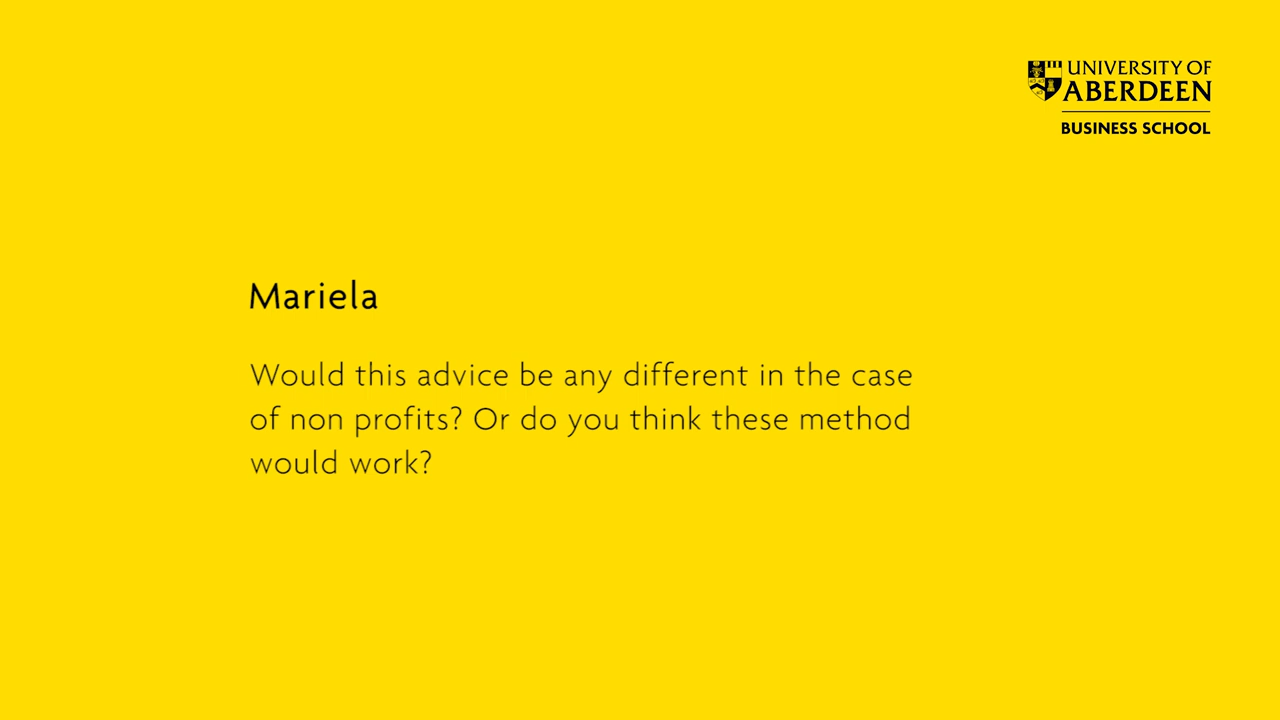 UNIVERSITY OF
ABERDEEN
BUSINESS SCHOOL
Mariela
Would this advice be any different in the case
of non profits? Or do you think these method
would work?